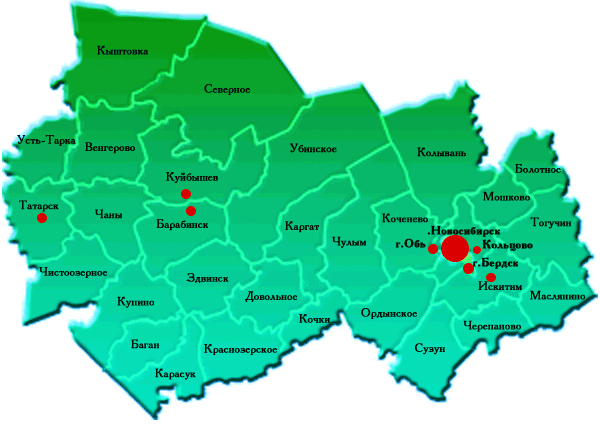 Кыштовка
Северное
Усть-Тарка
Венгерово
Убинское
Колывань
Болотное
Куйбышев
Татарск
Чаны
Барабинск
Мошково
Тогучин
Каргат
Коченево
.Новосибирск
Чулым
г.Обь
Кольцово
г.Бердск
Чистоозерное
Здвинск
Искитим
Купино
Довольное
Маслянино
Ордынское
Кочки
Черепаново
Баган
Краснозерское
Сузун
Карасук